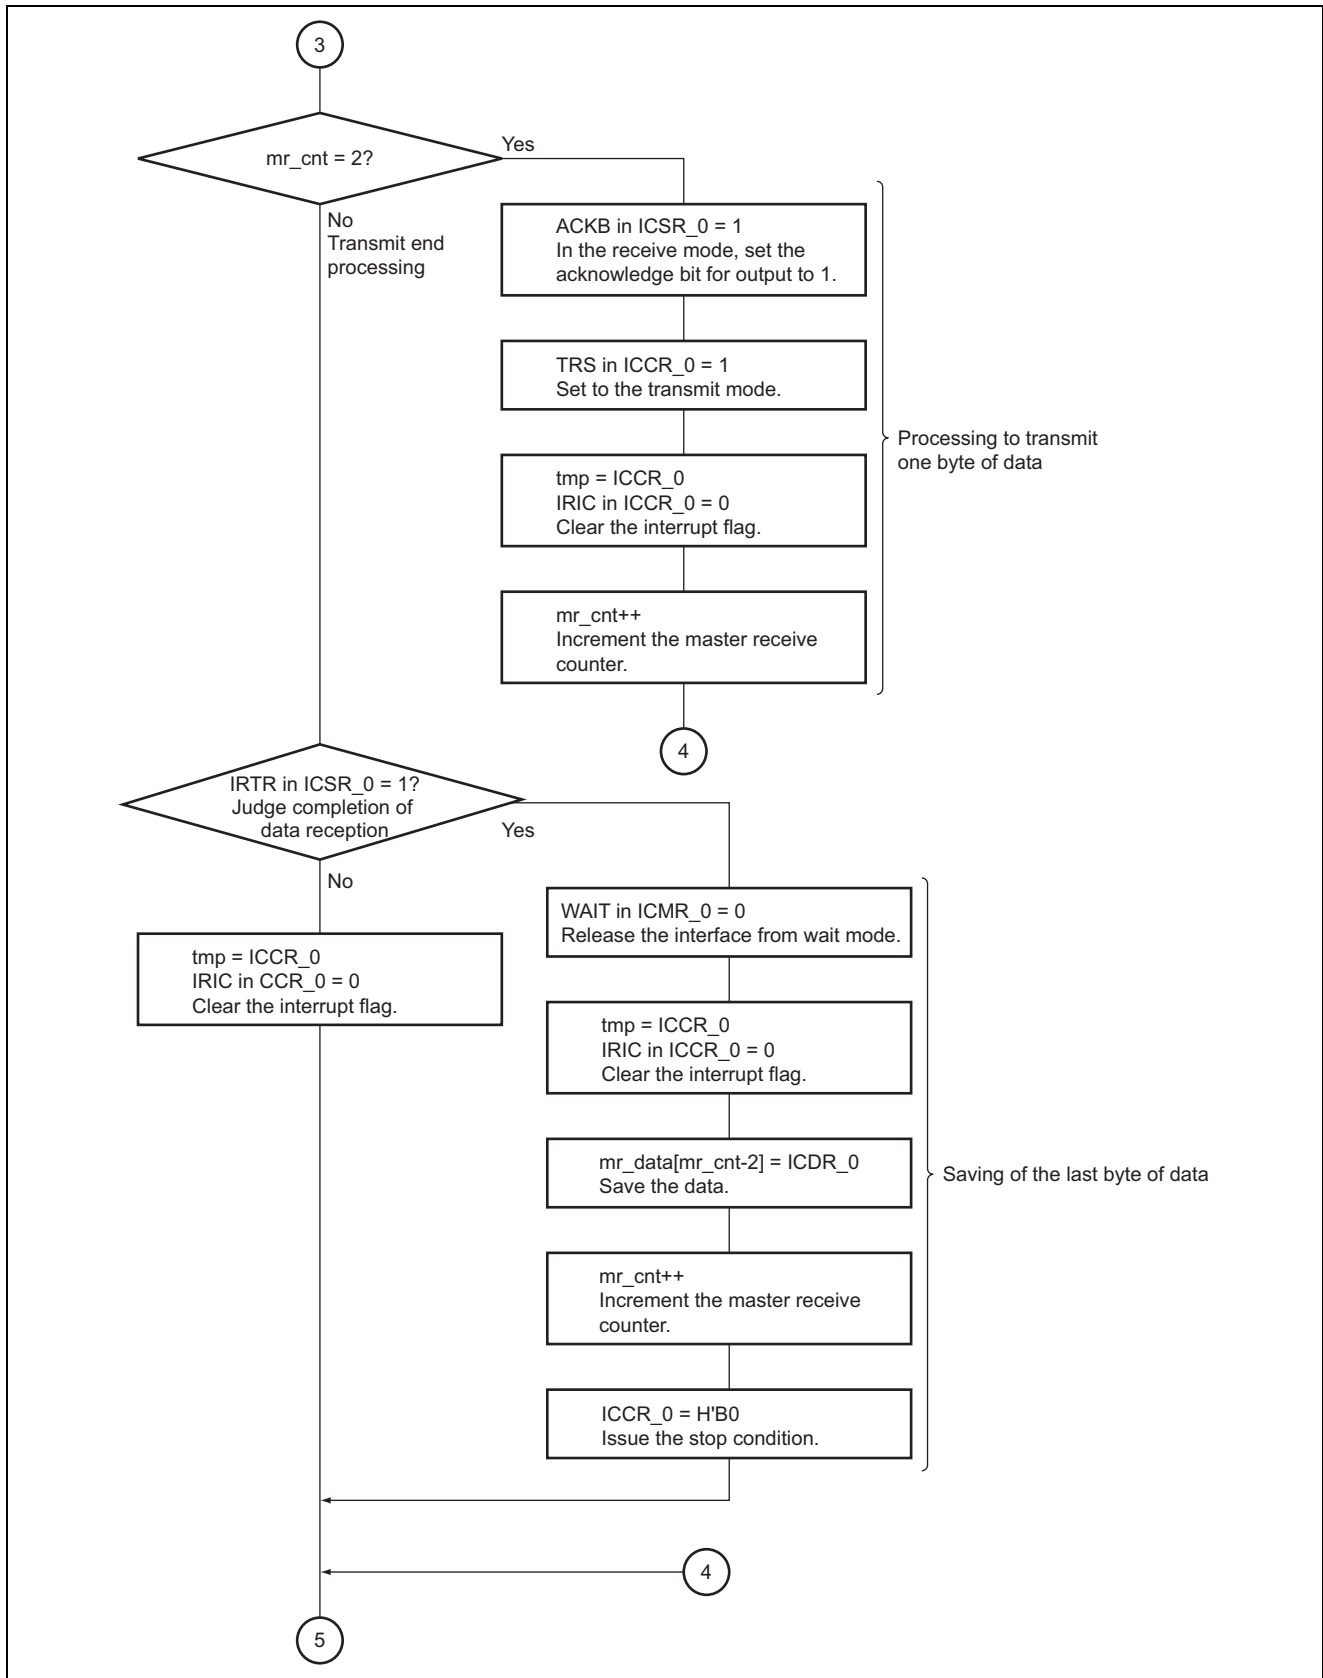 3
mr_cnt = 2?
Yes
No
Transmit end
processing
ACKB in ICSR_0 = 1
In the receive mode, set the
acknowledge bit for output to 1.
TRS in ICCR_0 = 1
Set to the transmit mode.
tmp = ICCR_0
IRIC in ICCR_0 = 0
Clear the interrupt flag.
mr_cnt++
Increment the master receive
counter.
Processing to transmit
one byte of data
4
IRTR in ICSR_0 = 1?
Judge completion of
data reception
Yes
No
tmp = ICCR_0
IRIC in CCR_0 = 0
Clear the interrupt flag.
WAIT in ICMR_0 = 0
Release the interface from wait mode.
tmp = ICCR_0
IRIC in ICCR_0 = 0
Clear the interrupt flag.
mr_data[mr_cnt-2] = ICDR_0
Save the data.
mr_cnt++
Increment the master receive
counter.
ICCR_0 = H'B0
Issue the stop condition.
Saving of the last byte of data
4
5